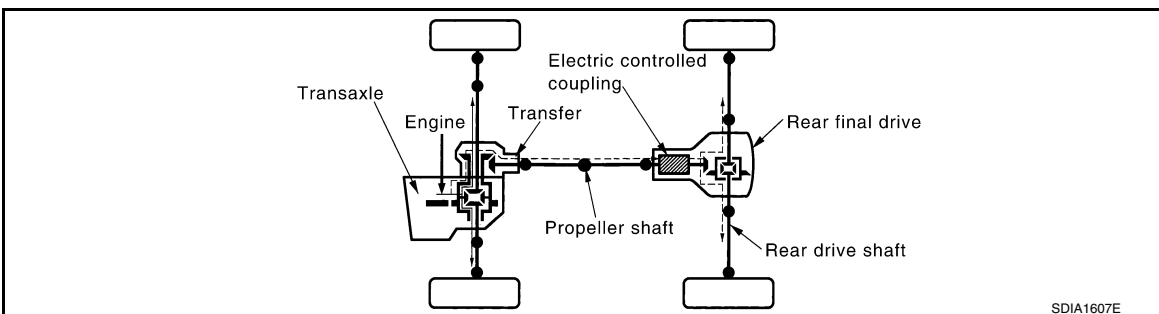 Electric controlled
coupling
Transaxle
Engine
Transfer
Rear final drive
Propeller shaft
Rear drive shaft
SDIA1607E